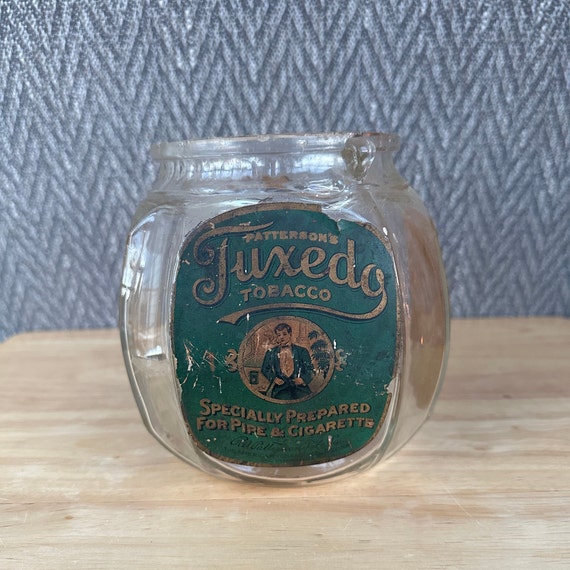 PATTERSON'S
Tuxedo
TOBACCO
SPECIALLY PREPARED
FOR PIPE & CIGARETTE